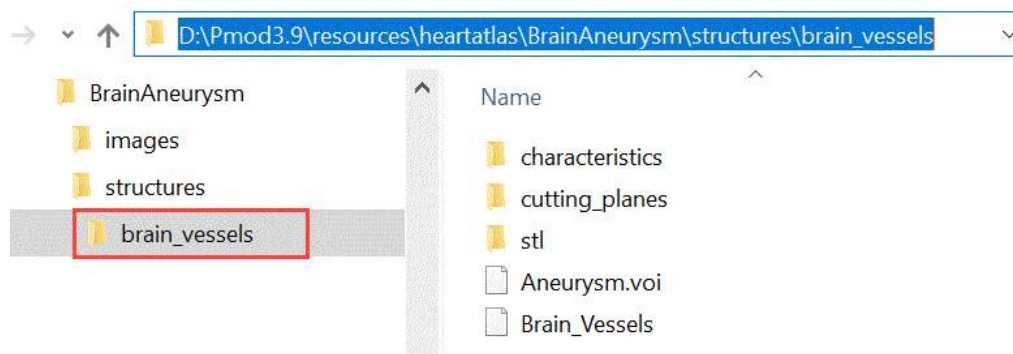 D:\Pmod3.9\resources\heartatlas\BrainAneurysm\structures\brain_vessels
BrainAneurysm
images
structures
brain_vessels
Name
characteristics
cutting_planes
stl
Aneurysm.voi
Brain_Vessels